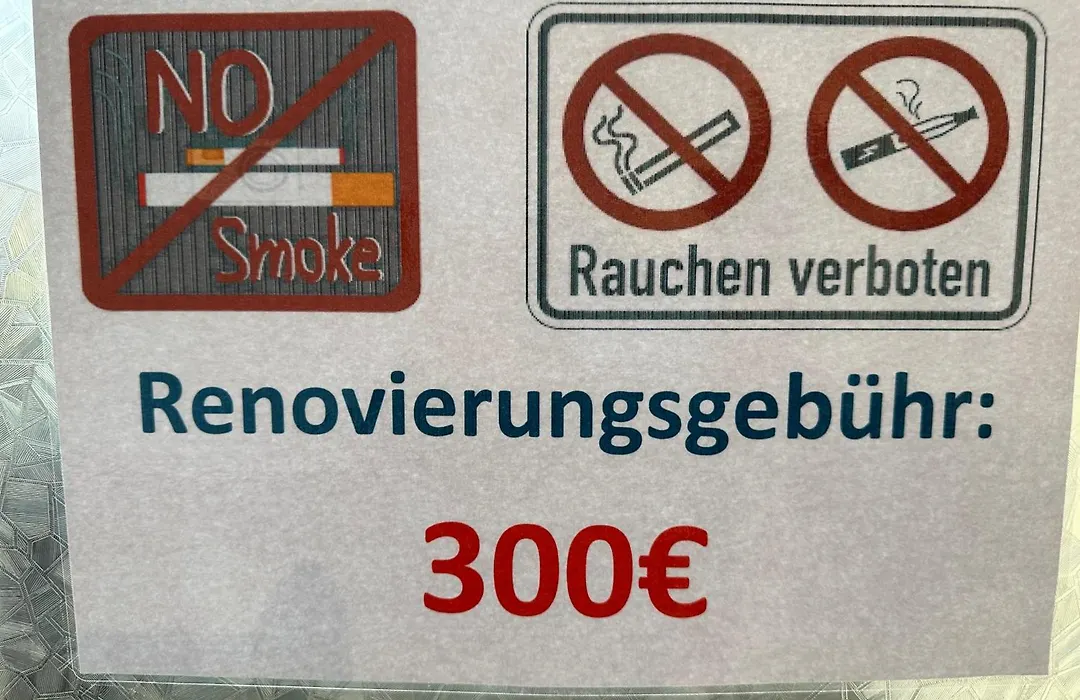 NO
Smoke
Rauchen verboten
Renovierungsgebühr:
300€